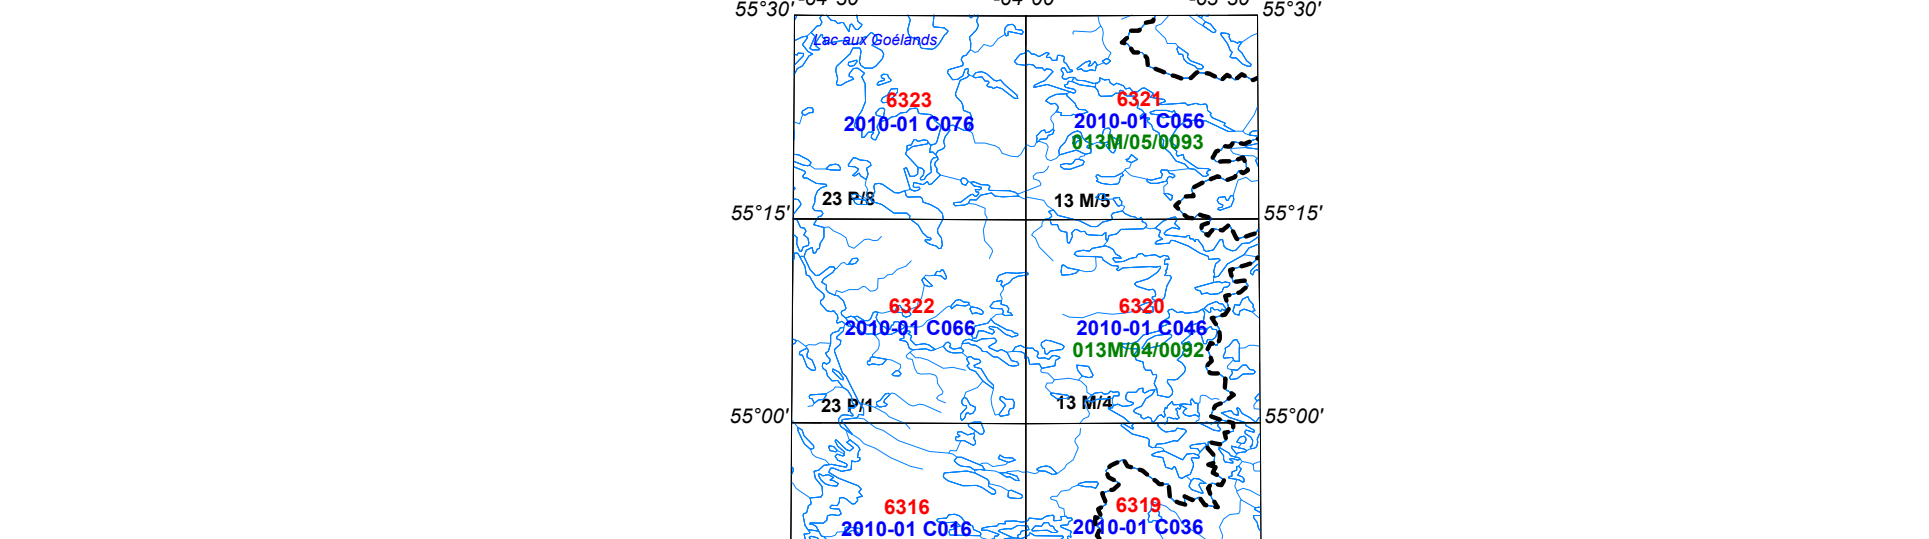 55°30' 55°30'
Lac aux Goélands
6323 6321
2010-01 C076 2010-01 C056
013M/05/0093
23 P/8 13 M/5
55°15' 55°15'
6322 6320
2010-01 C066 2010-01 C046
013M/04/0092
23 P/1 13 M/4
55°00' 55°00'
6316 6319
2010-01 C016 2010-01 C036